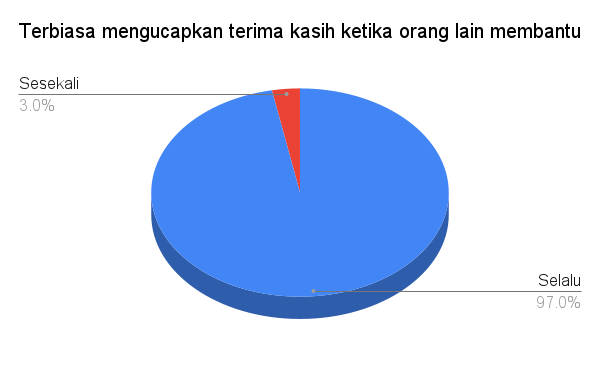 Terbiasa mengucapkan terima kasih ketika orang lain membantu
Sesekali
3.0%
Selalu
97.0%